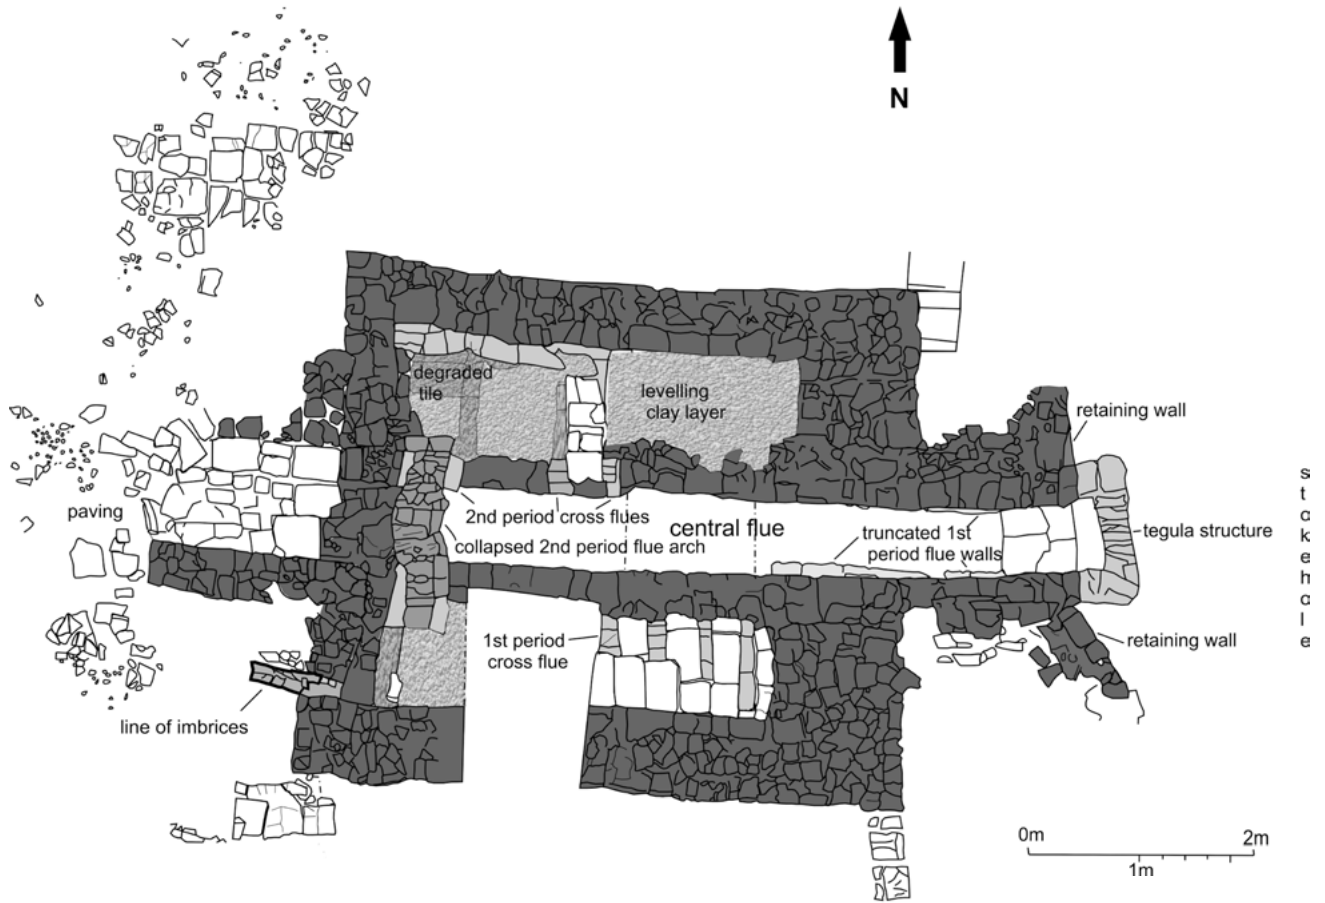 N
degraded
tile
levelling
clay layer
retaining wall
paving
2nd period cross flues
central flue
truncated 1st
period flue walls
tegula structure
collapsed 2nd period flue arch
1st period
cross flue
retaining wall
line of imbrices
stakehole
0m
2m
1m